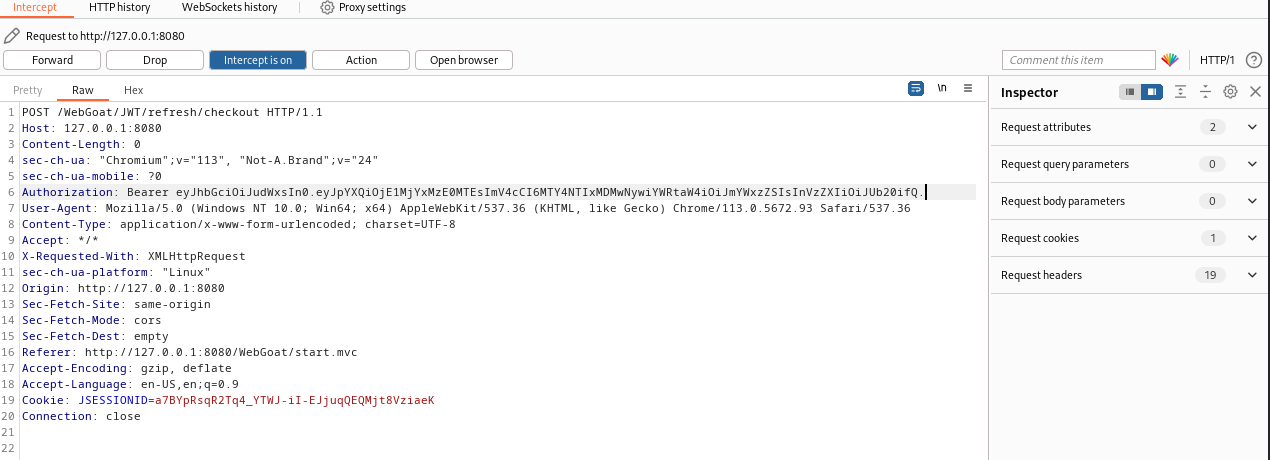 Intercept HTTP history WebSockets history Proxy settings
Request to http://127.0.0.1:8080
Forward Drop Intercept is on Action Open browser Comment this item HTTP/1
Pretty Raw Hex \n
Inspector
1 POST /WebGoat/JWT/refresh/checkout HTTP/1.1
2 Host: 127.0.0.1:8080
3 Content-Length: 0
4 sec-ch-ua: "Chromium";v="113", "Not-A.Brand";v="24"
5 sec-ch-ua-mobile: ?0
6 Authorization: Bearer eyJhbGciOiJudWxsIn0.eyJpYXQiOjE1MjYxMzE0MTEsImV4cCI6MTY4NTIxMDMwNywiYWRtaW4iOiJmYWxzZSIsInVzZXIiOiJUb20ifQ.
7 User-Agent: Mozilla/5.0 (Windows NT 10.0; Win64; x64) AppleWebKit/537.36 (KHTML, like Gecko) Chrome/113.0.5672.93 Safari/537.36
8 Content-Type: application/x-www-form-urlencoded; charset=UTF-8
9 Accept: */*
10 X-Requested-With: XMLHttpRequest
11 sec-ch-ua-platform: "Linux"
12 Origin: http://127.0.0.1:8080
13 Sec-Fetch-Site: same-origin
14 Sec-Fetch-Mode: cors
15 Sec-Fetch-Dest: empty
16 Referer: http://127.0.0.1:8080/WebGoat/start.mvc
17 Accept-Encoding: gzip, deflate
18 Accept-Language: en-US,en;q=0.9
19 Cookie: JSESSIONID=a7BYpRsqR2Tq4_YTWJ-iI-EJjuqQEQMjt8VziaeK
20 Connection: close
21
22
Request attributes 2
Request query parameters 0
Request body parameters 0
Request cookies 1
Request headers 19